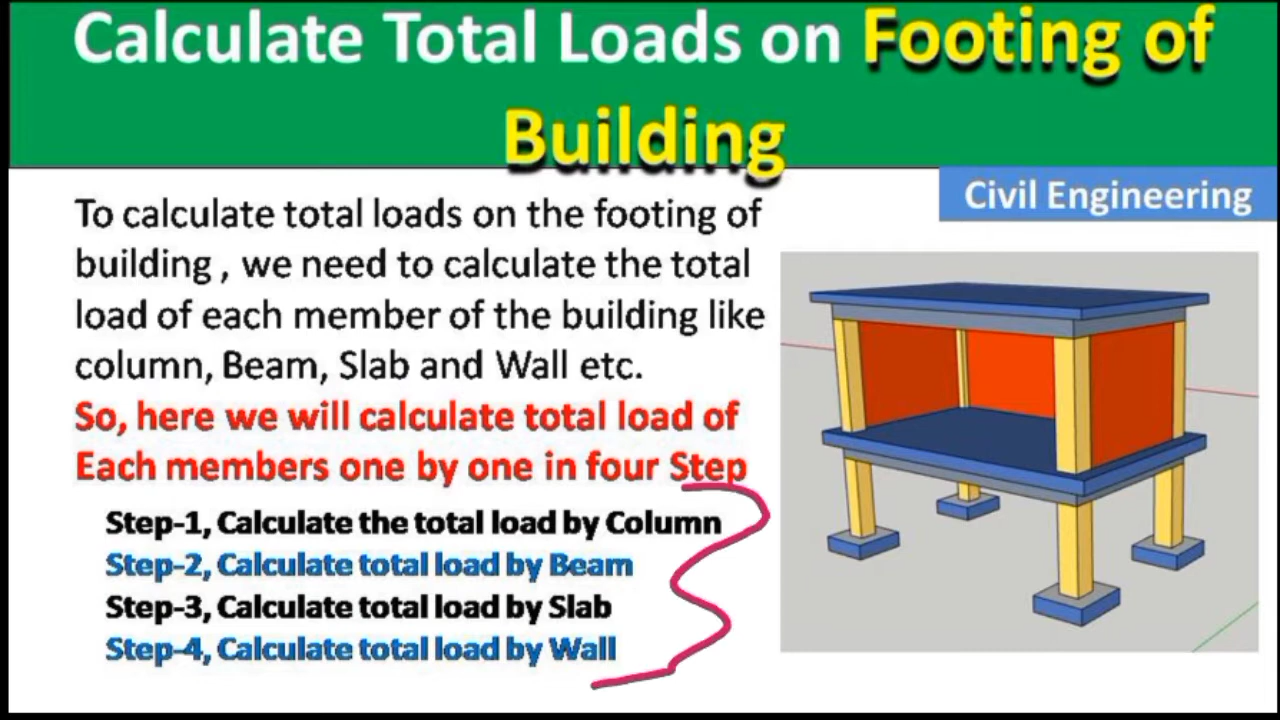 Calculate Total Loads on Footing of
Building
Civil Engineering
To calculate total loads on the footing of
building , we need to calculate the total
load of each member of the building like
column, Beam, Slab and Wall etc.
So, here we will calculate total load of
Each members one by one in four Step
Step-1, Calculate the total load by Column
Step-2, Calculate total load by Beam
Step-3, Calculate total load by Slab
Step-4, Calculate total load by Wall